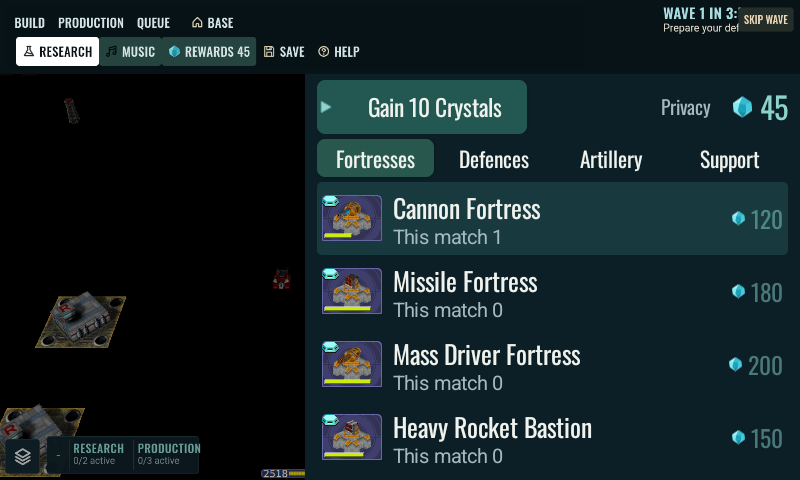 BUILD PRODUCTION QUEUE BASE
WAVE 1 IN 3:
SKIP WAVE
Prepare your def
RESEARCH MUSIC REWARDS 45 SAVE HELP
Gain 10 Crystals
Privacy 45
Fortresses Defences Artillery Support
Cannon Fortress
This match 1
120
Missile Fortress
This match 0
180
Mass Driver Fortress
This match 0
200
Heavy Rocket Bastion
This match 0
150
- RESEARCH PRODUCTION
0/2 active 0/3 active
2518